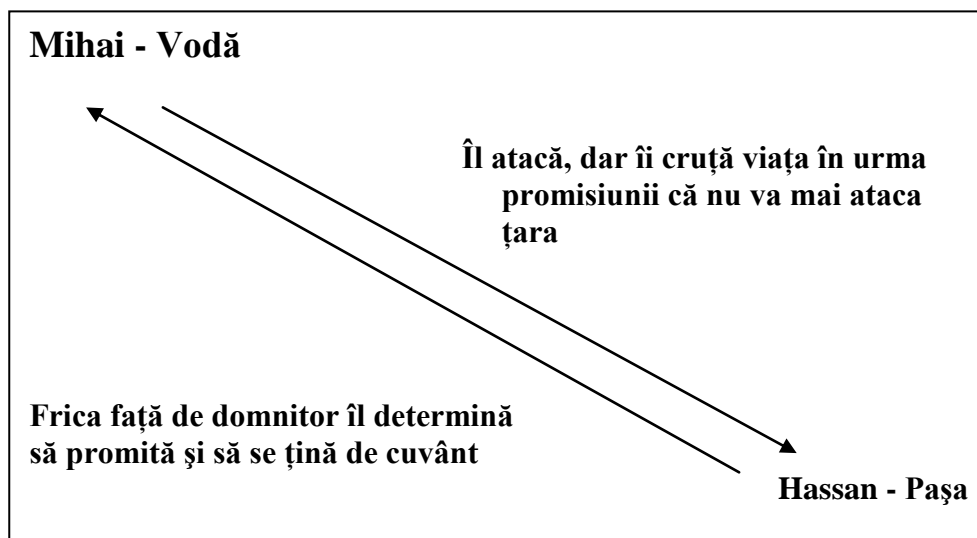 Mihai - Vodă
Îl atacă, dar îi cruță viața în urma
promisiunii că nu va mai ataca
țara
Frica față de domnitor îl determină
să promită şi să se țină de cuvânt
Hassan - Paşa